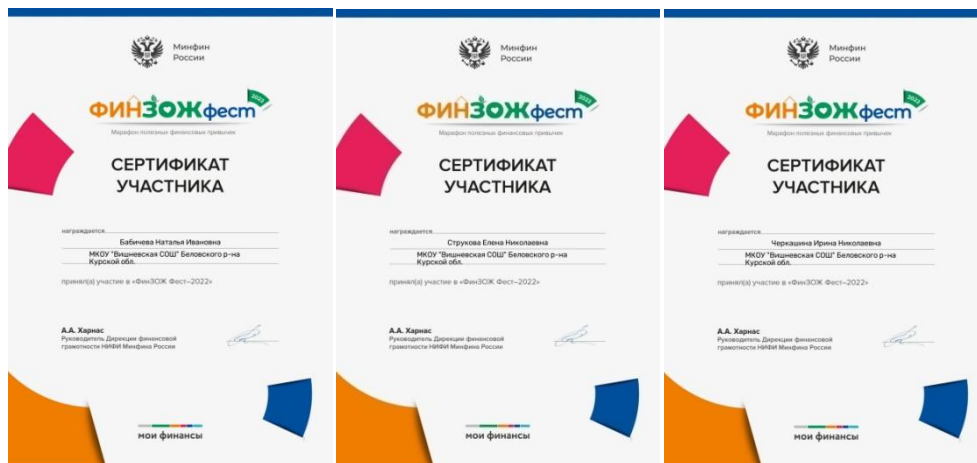 Минфин
России
ФИНЗОЖфест
2022
Марафон полезных финансовых привычек
СЕРТИФИКАТ
УЧАСТНИКА
награждается
Бабичева Наталья Ивановна
МКОУ "Вишневская СОШ" Беловского р-на
Курской обл.
принял(а) участие в «ФинЗОЖ Фест–2022»
А.А. Харнас
Руководитель Дирекции финансовой
грамотности НИФИ Минфина России
мои финансы
Минфин
России
ФИНЗОЖфест
2022
Марафон полезных финансовых привычек
СЕРТИФИКАТ
УЧАСТНИКА
награждается
Струкова Елена Николаевна
МКОУ "Вишневская СОШ" Беловского р-на
Курской обл.
принял(а) участие в «ФинЗОЖ Фест–2022»
А.А. Харнас
Руководитель Дирекции финансовой
грамотности НИФИ Минфина России
мои финансы
Минфин
России
ФИНЗОЖфест
2022
Марафон полезных финансовых привычек
СЕРТИФИКАТ
УЧАСТНИКА
награждается
Черкашина Ирина Николаевна
МКОУ "Вишневская СОШ" Беловского р-на
Курской обл.
принял(а) участие в «ФинЗОЖ Фест–2022»
А.А. Харнас
Руководитель Дирекции финансовой
грамотности НИФИ Минфина России
мои финансы